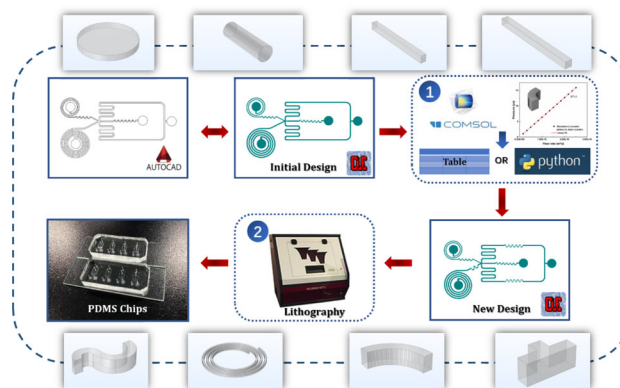 1
COMSOL
AUTOCAD
Initial Design
Table
OR
python
2
PDMS Chips
Lithography
New Design